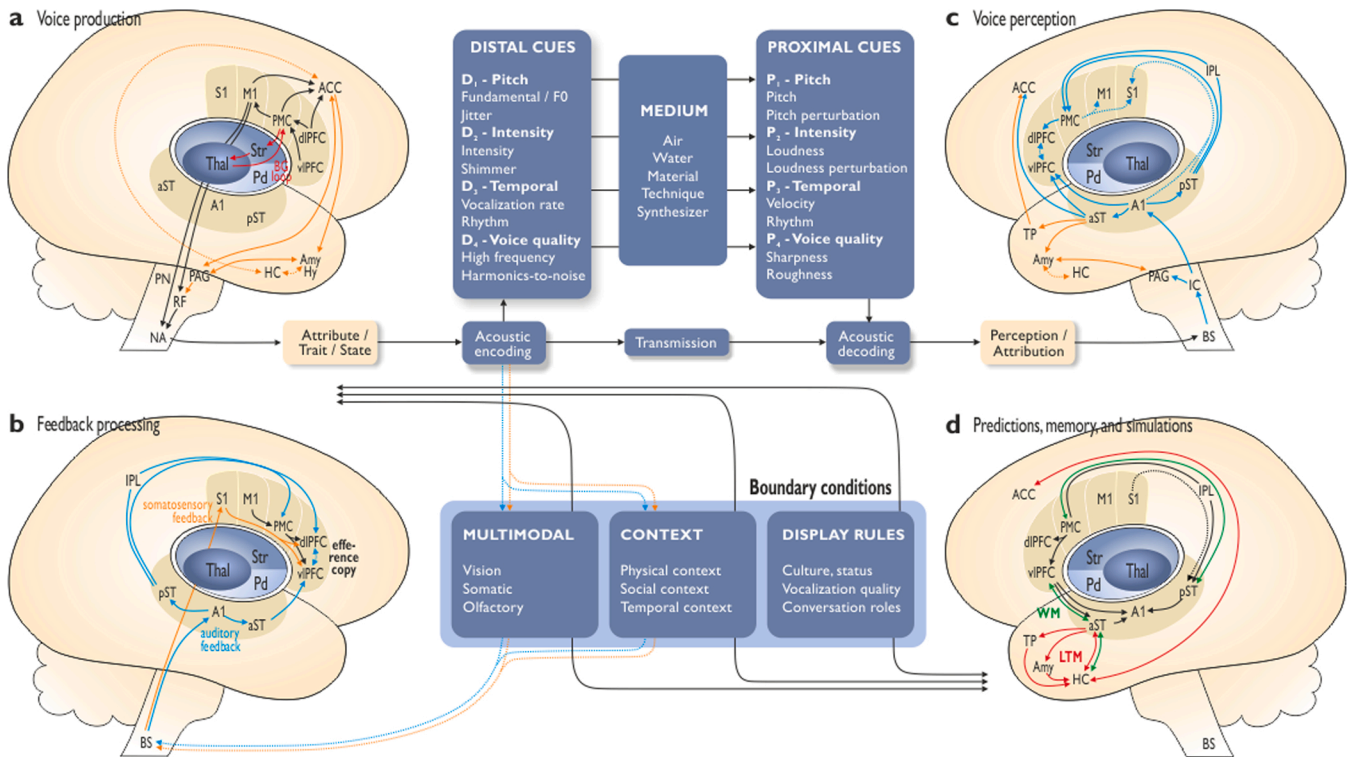 a Voice production
S1
M1
ACC
PMC
dlPFC
vlPFC
Str
Thal
BG
loop
Pd
aST
A1
pST
PN
PAG
HC
Amy
Hy
RF
NA
DISTAL CUES
D₁ - Pitch
Fundamental / F0
Jitter
D₂ - Intensity
Intensity
Shimmer
D₃ - Temporal
Vocalization rate
Rhythm
D₄ - Voice quality
High frequency
Harmonics-to-noise
MEDIUM
Air
Water
Material
Technique
Synthesizer
PROXIMAL CUES
P₁ - Pitch
Pitch
Pitch perturbation
P₂ - Intensity
Loudness
Loudness perturbation
P₃ - Temporal
Velocity
Rhythm
P₄ - Voice quality
Sharpness
Roughness
c Voice perception
ACC
M1
S1
IPL
PMC
dlPFC
vlPFC
Str
Thal
Pd
pST
A1
aST
TP
Amy
HC
PAG
IC
BS
Attribute /
Trait / State
Acoustic
encoding
Transmission
Acoustic
decoding
Perception /
Attribution
b Feedback processing
IPL
S1
M1
somatosensory
feedback
PMC
dlPFC
vlPFC
effe-
rence
copy
Str
Thal
Pd
pST
A1
aST
auditory
feedback
BS
Boundary conditions
MULTIMODAL
Vision
Somatic
Olfactory
CONTEXT
Physical context
Social context
Temporal context
DISPLAY RULES
Culture, status
Vocalization quality
Conversation roles
d Predictions, memory, and simulations
ACC
M1
S1
IPL
PMC
dlPFC
vlPFC
Str
Thal
Pd
pST
A1
WM
aST
TP
LTM
Amy
HC
BS